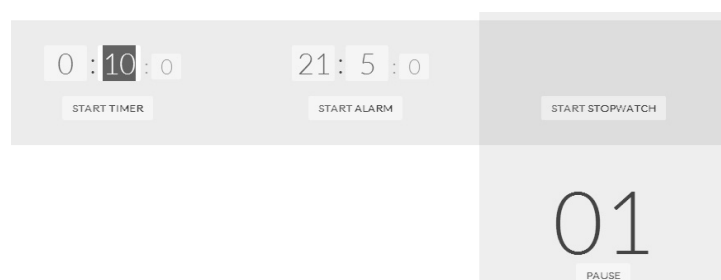 0 : 10 : 0
21 : 5 : 0
START TIMER
START ALARM
START STOPWATCH
01
PAUSE